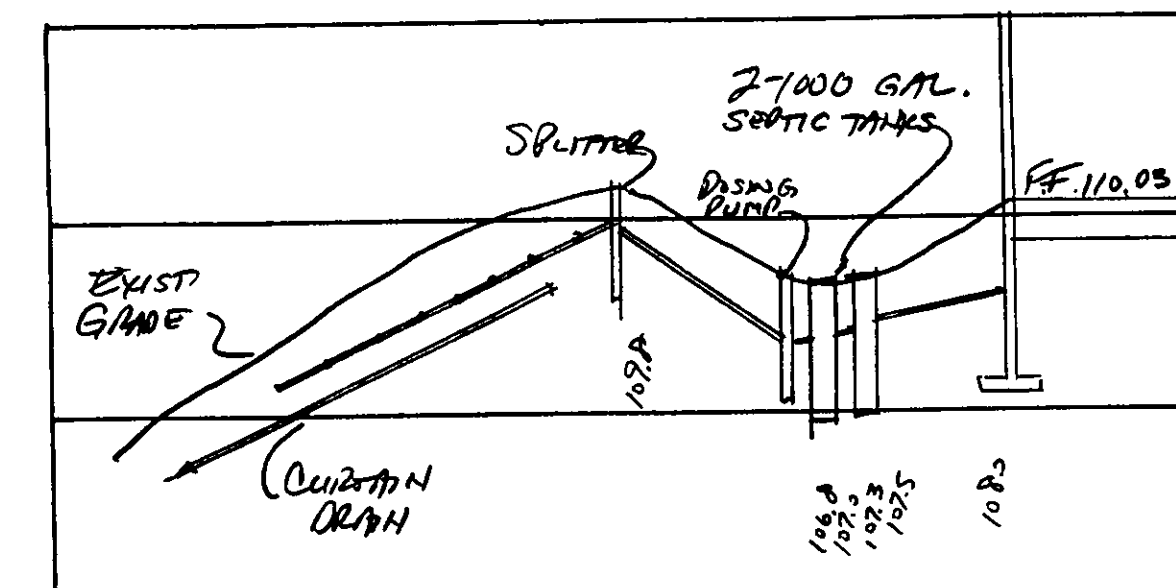 2-1000 GAL.
SEPTIC TANKS
SPLITTER
DOSING
PUMP
F.F. 110.03
EXIST
GRADE
109.8
CURTAIN
DRAIN
106.8
107.0
107.3
107.5
108.0